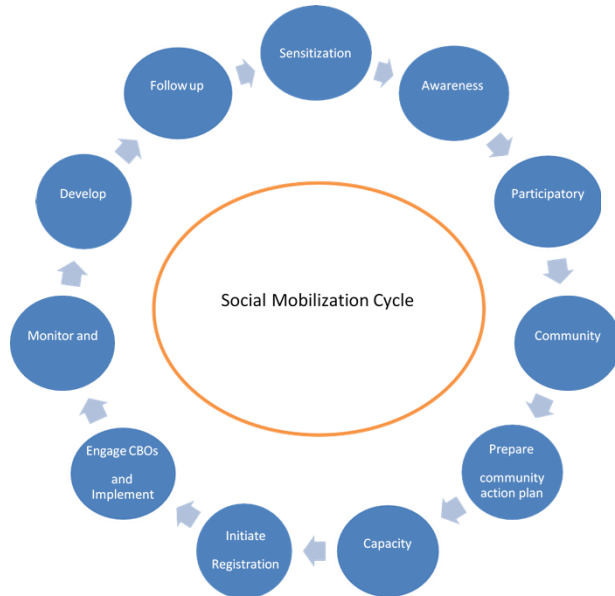 Sensitization
Awareness
Participatory
Community
Prepare
community
action plan
Capacity
Initiate
Registration
Engage CBOs
and
Implement
Monitor and
Develop
Follow up
Social Mobilization Cycle